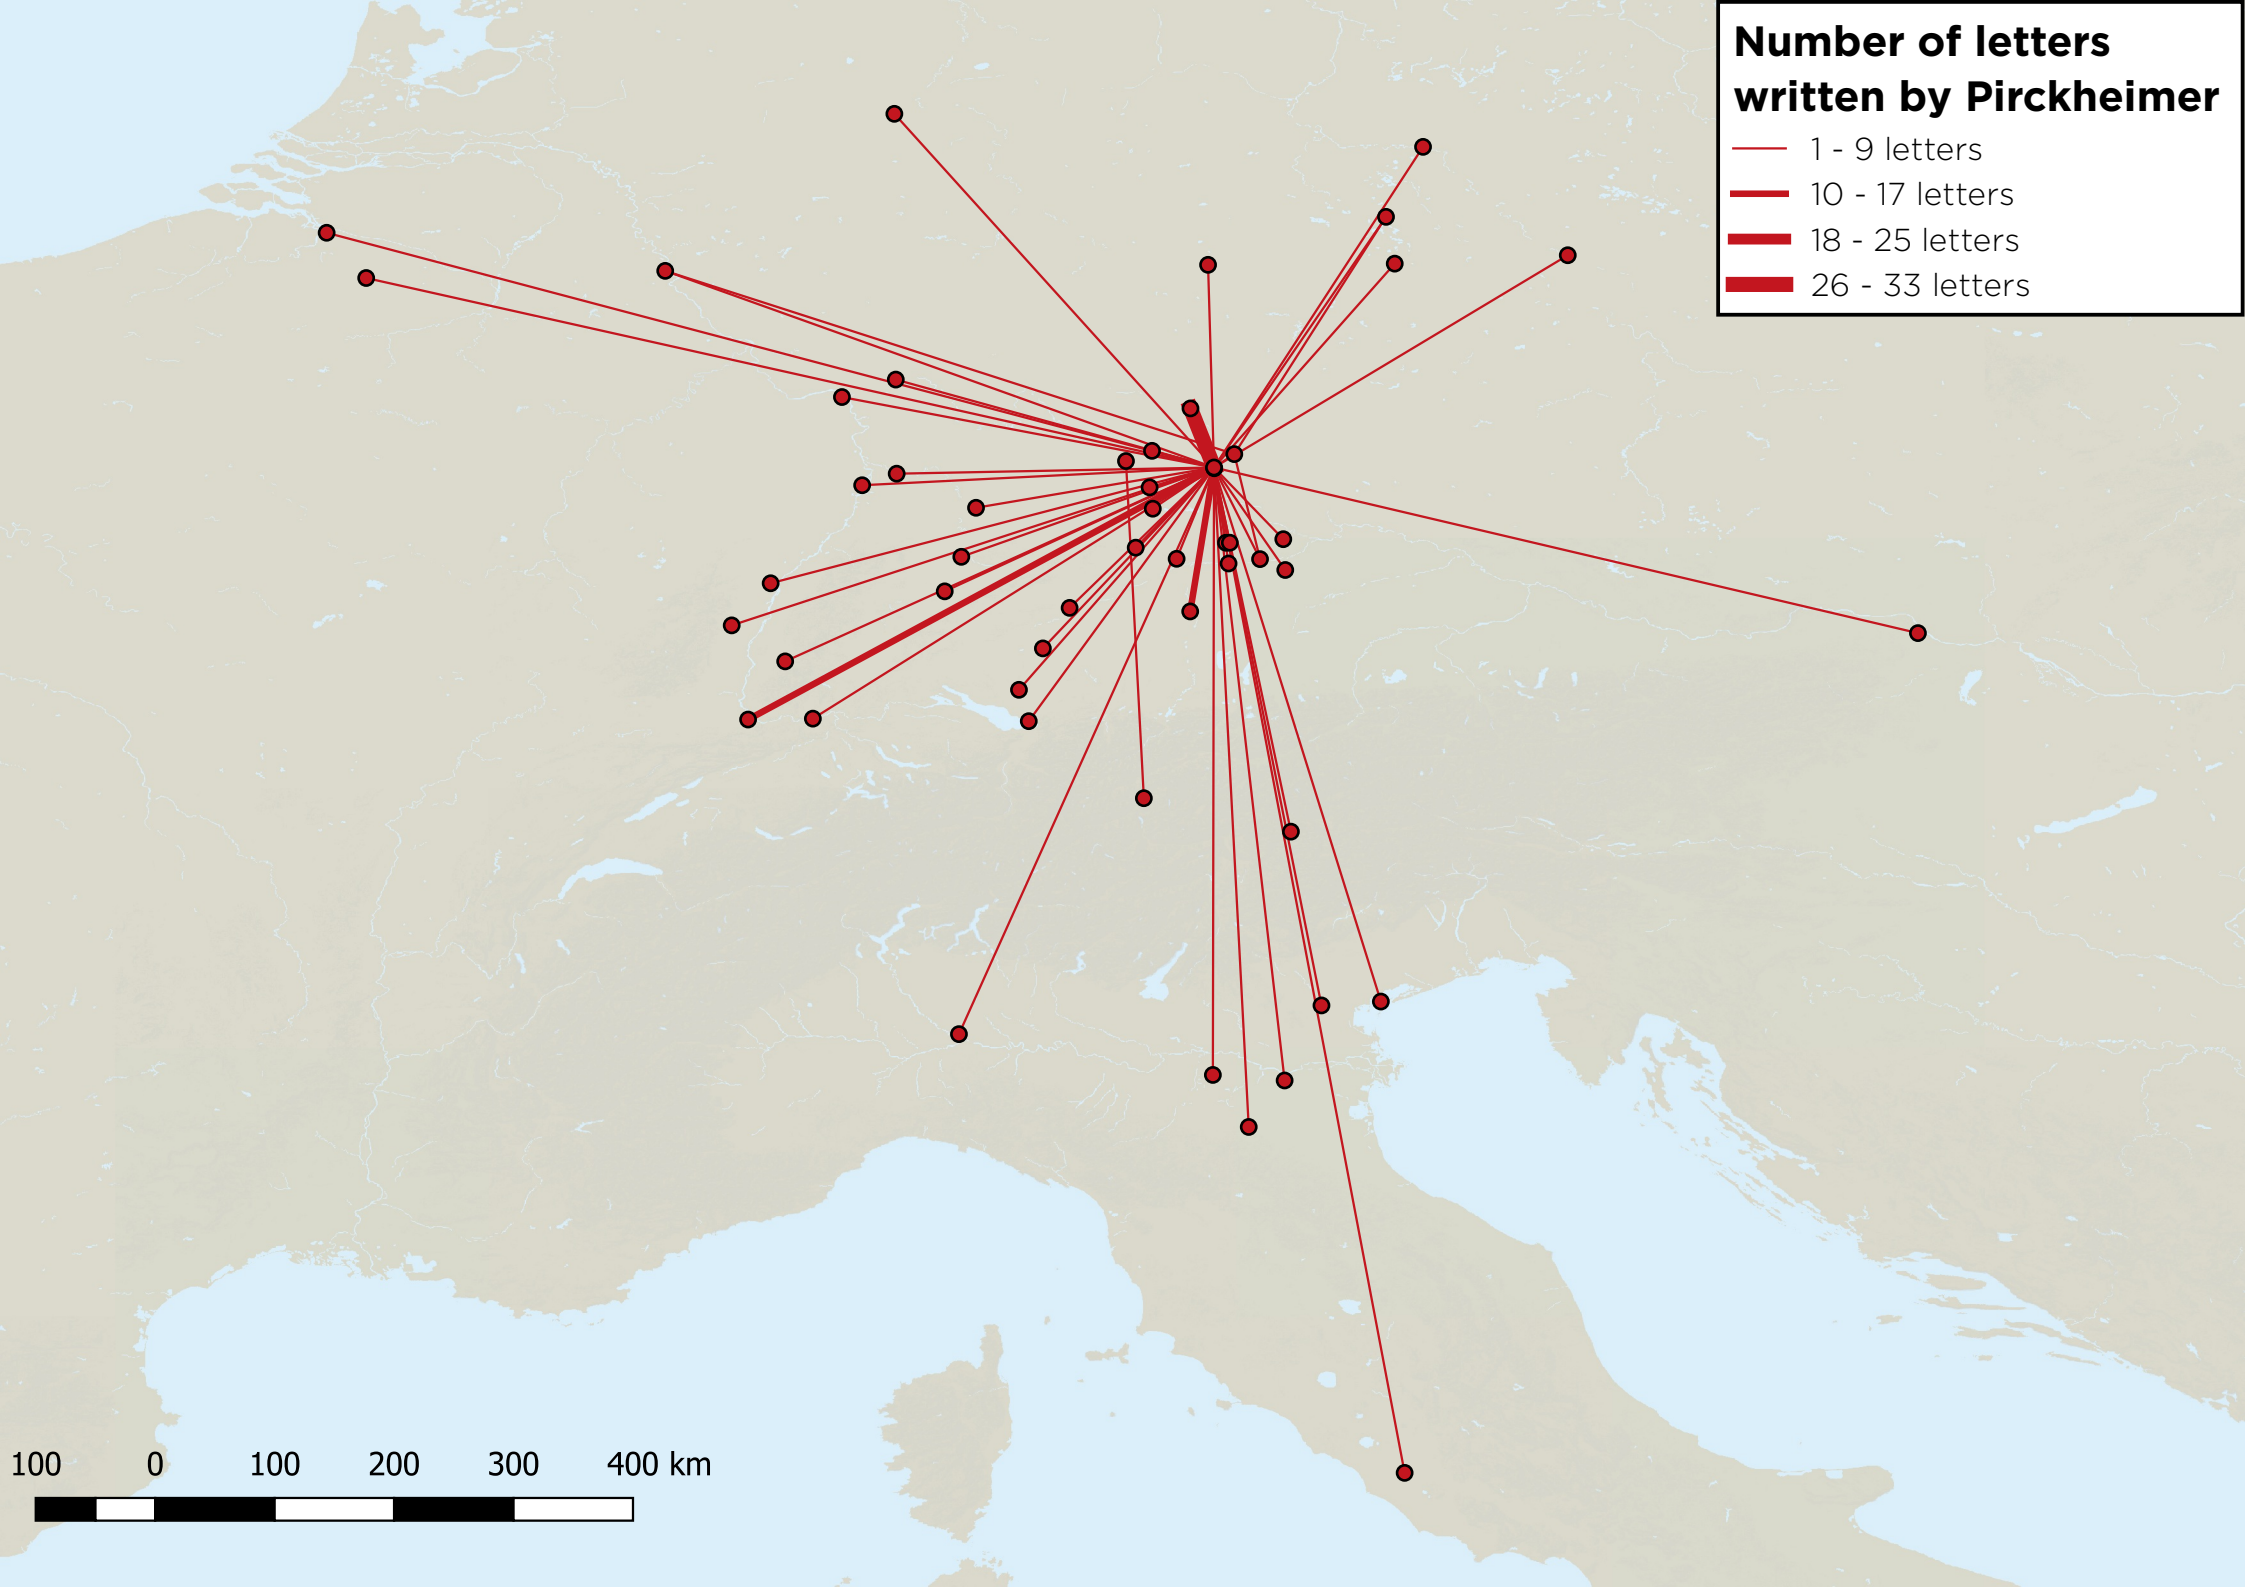 Number of letters
written by Pirckheimer
1 - 9 letters
10 - 17 letters
18 - 25 letters
26 - 33 letters
100 0 100 200 300 400 km